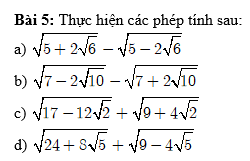 Bài 5: Thực hiện các phép tính sau:
a) √(5 + 2√6) − √(5 − 2√6)
b) √(7 − 2√10) − √(7 + 2√10)
c) √(17 − 12√2) + √(9 + 4√2)
d) √(24 + 8√5) + √(9 − 4√5)